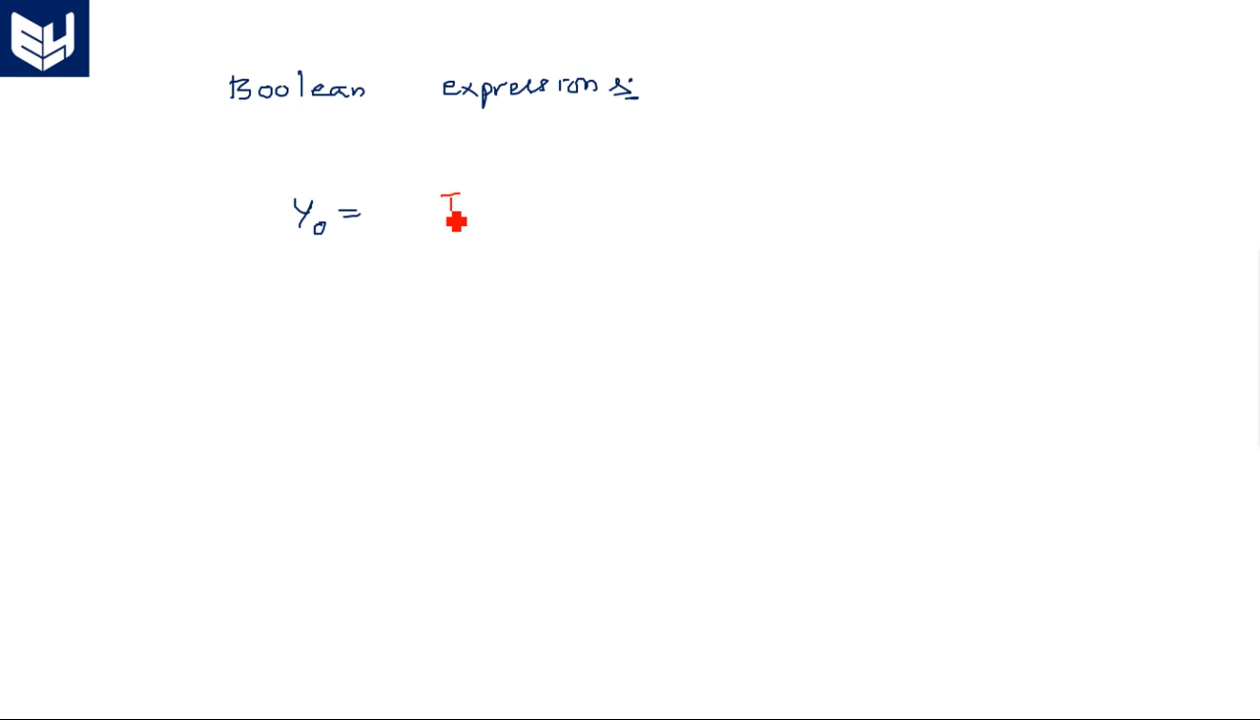 Boolean expressions:
Y₀ = I